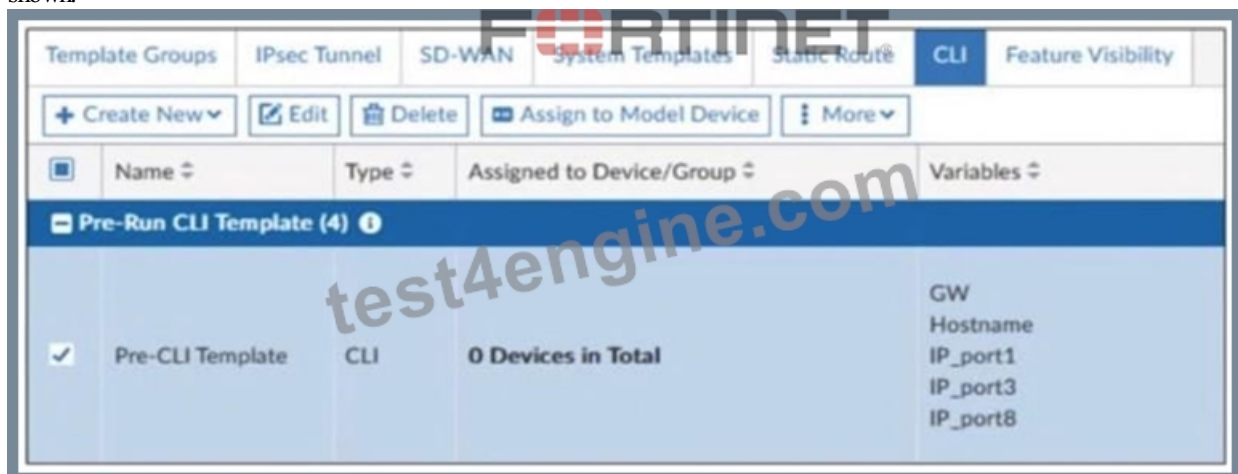 FORTINET
Template Groups IPsec Tunnel SD-WAN System Templates Static Route CLI Feature Visibility
+ Create New Edit Delete Assign to Model Device More
Name Type Assigned to Device/Group Variables
Pre-Run CLI Template (4)
test4engine.com
GW
Hostname
Pre-CLI Template CLI 0 Devices in Total IP_port1
IP_port3
IP_port8